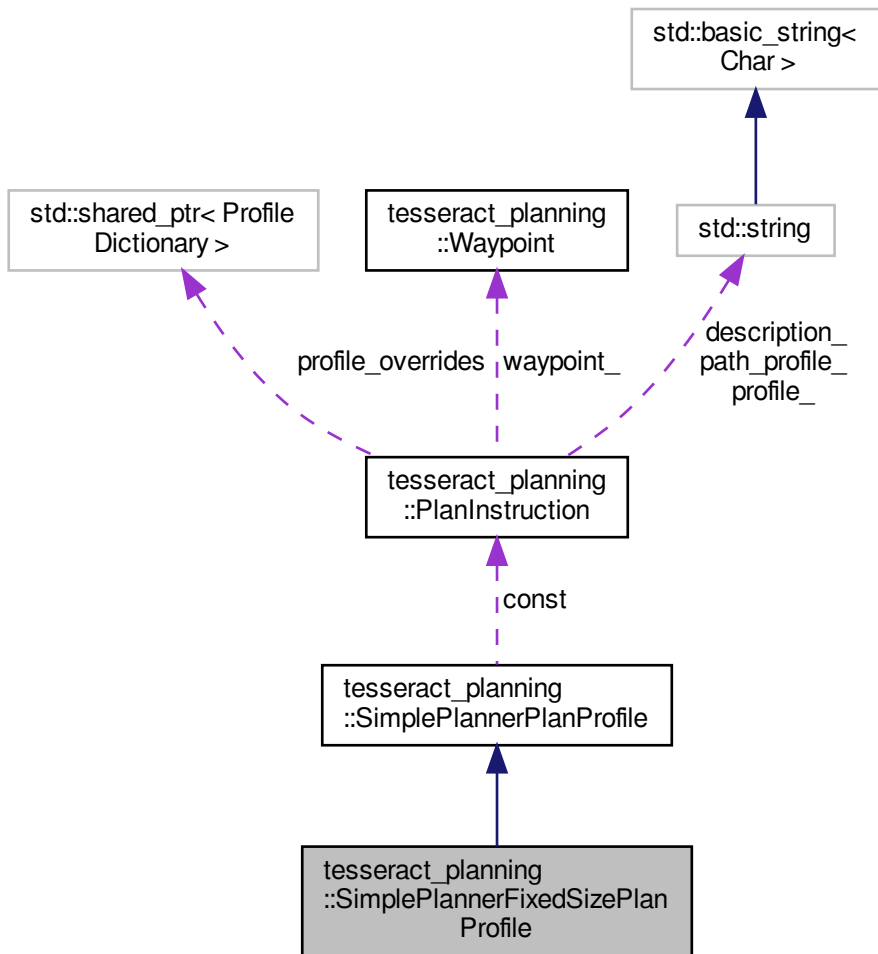 std::basic_string<
Char >
std::shared_ptr< Profile
Dictionary >
tesseract_planning
::Waypoint
std::string
profile_overrides
waypoint_
description_
path_profile_
profile_
tesseract_planning
::PlanInstruction
const
tesseract_planning
::SimplePlannerPlanProfile
tesseract_planning
::SimplePlannerFixedSizePlan
Profile